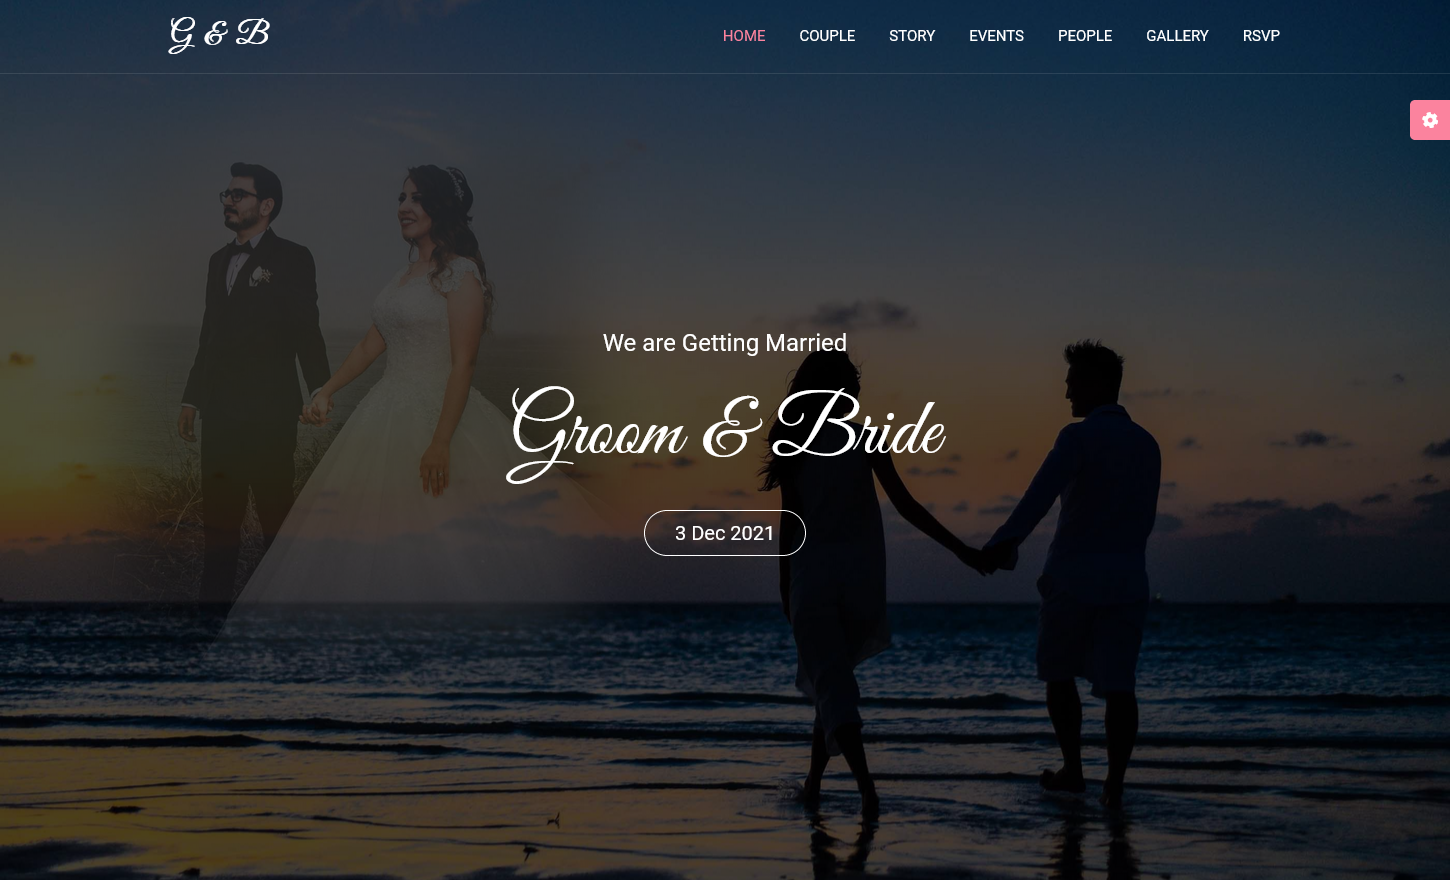 G & B
HOME COUPLE STORY EVENTS PEOPLE GALLERY RSVP
We are Getting Married
Groom & Bride
3 Dec 2021